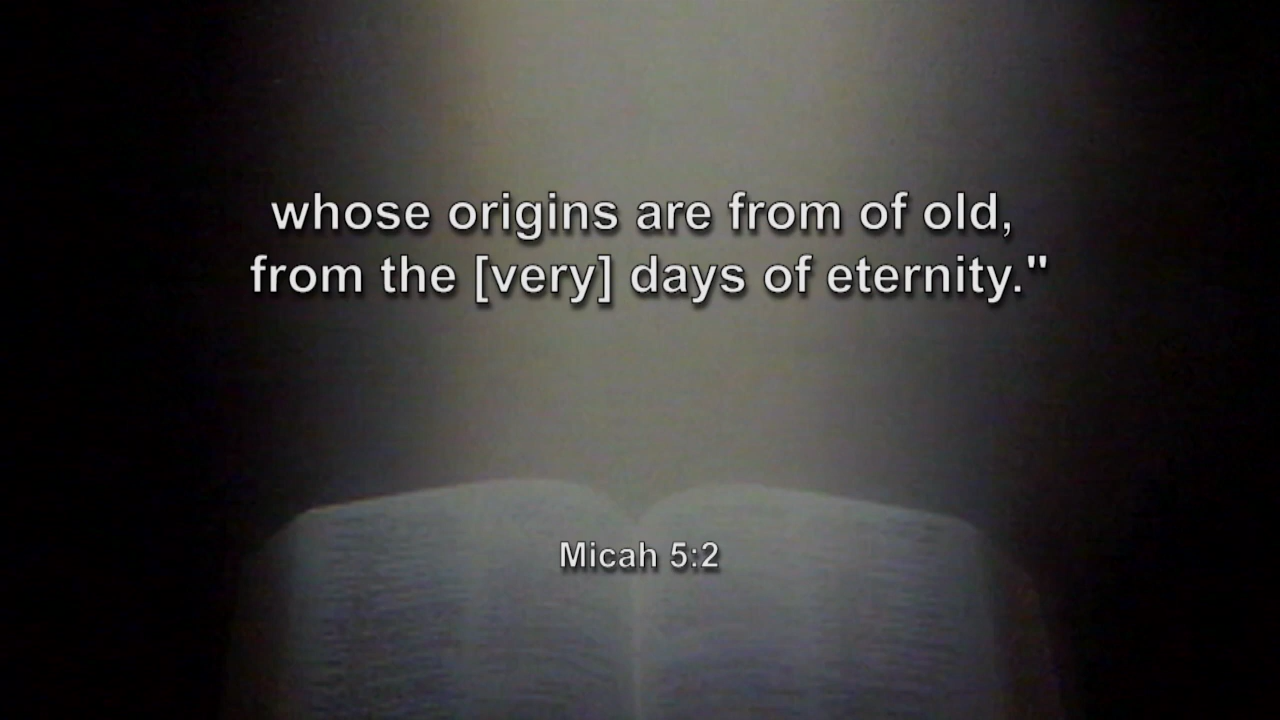 whose origins are from of old,
from the [very] days of eternity."
Micah 5:2